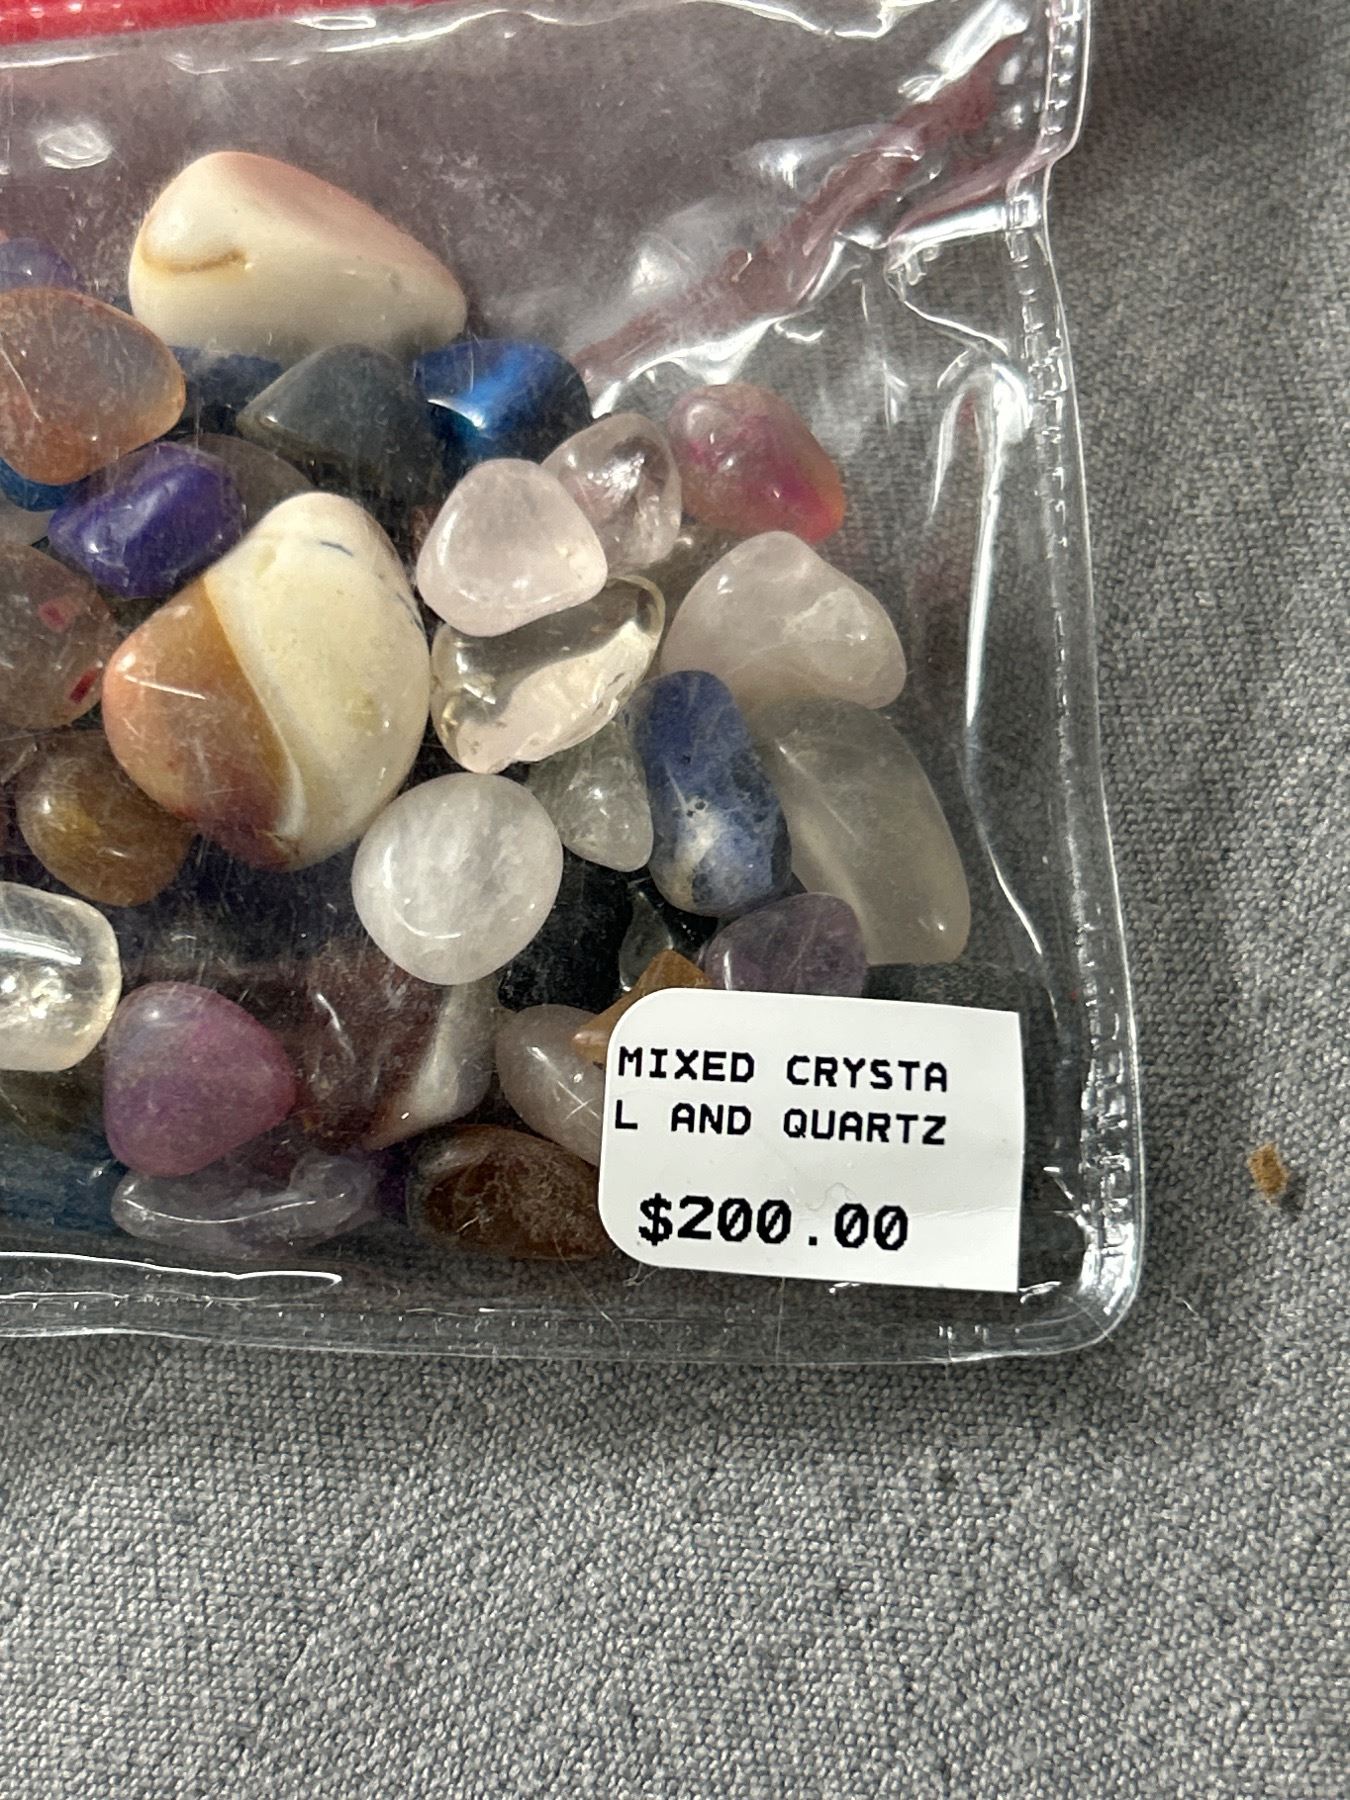 MIXED CRYSTA
L AND QUARTZ
$200.00